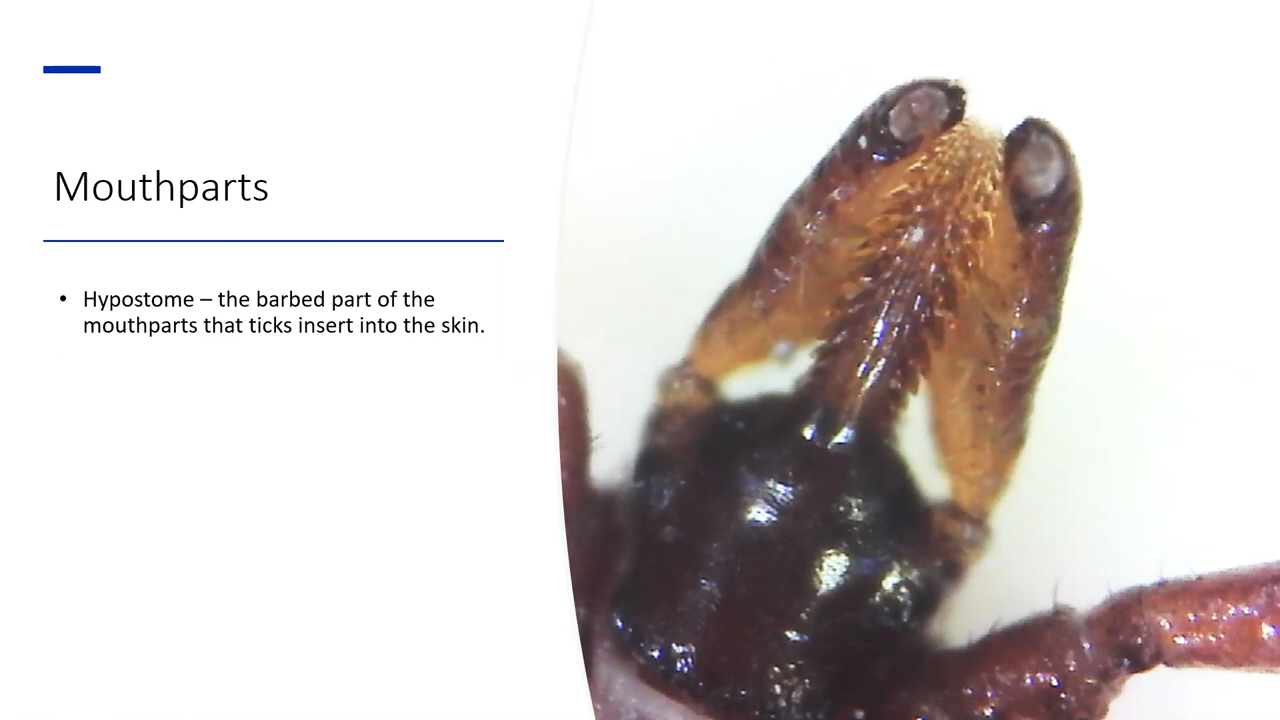 Mouthparts
• Hypostome – the barbed part of the
mouthparts that ticks insert into the skin.